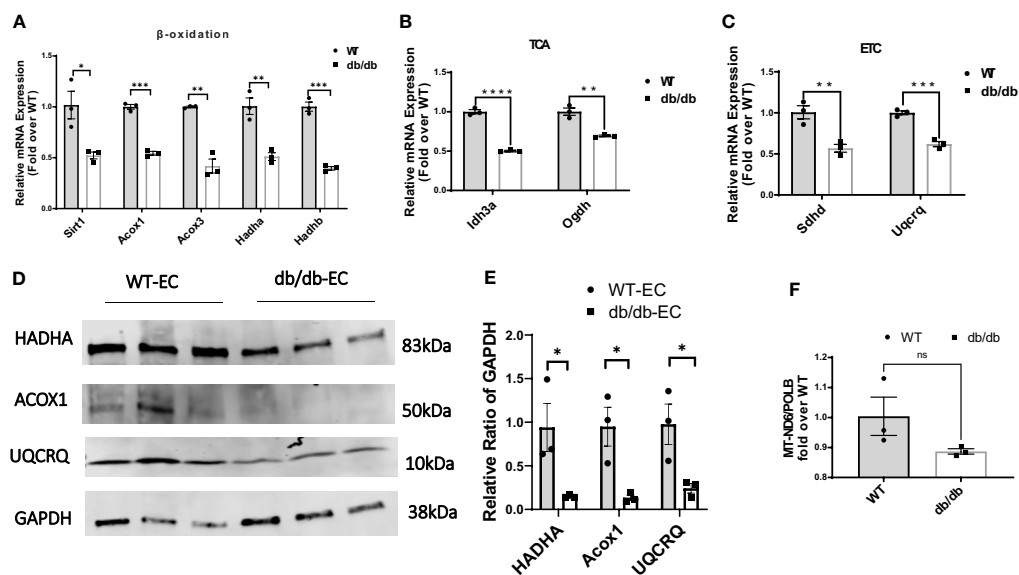 A
β-oxidation
WT
db/db
Relative mRNA Expression
(Fold over WT)
1.5
1.0
0.5
0.0
*
***
**
**
***
Sirt1
Acox1
Acox3
Hadha
Hadhb
B
TCA
WT
db/db
Relative mRNA Expression
(Fold over WT)
1.5
1.0
0.5
0.0
****
**
Idh3a
Ogdh
C
ETC
WT
db/db
Relative mRNA Expression
(Fold over WT)
1.5
1.0
0.5
0.0
**
***
Sdhd
Uqcrq
D
WT-EC
db/db-EC
HADHA
83kDa
ACOX1
50kDa
UQCRQ
10kDa
GAPDH
38kDa
E
WT-EC
db/db-EC
Relative Ratio of GAPDH
2.0
1.5
1.0
0.5
0.0
*
*
*
HADHA
Acox1
UQCRQ
F
WT
db/db
MT-ND6/POLB
fold over WT
1.2
1.1
1.0
0.9
0.8
ns
WT
db/db